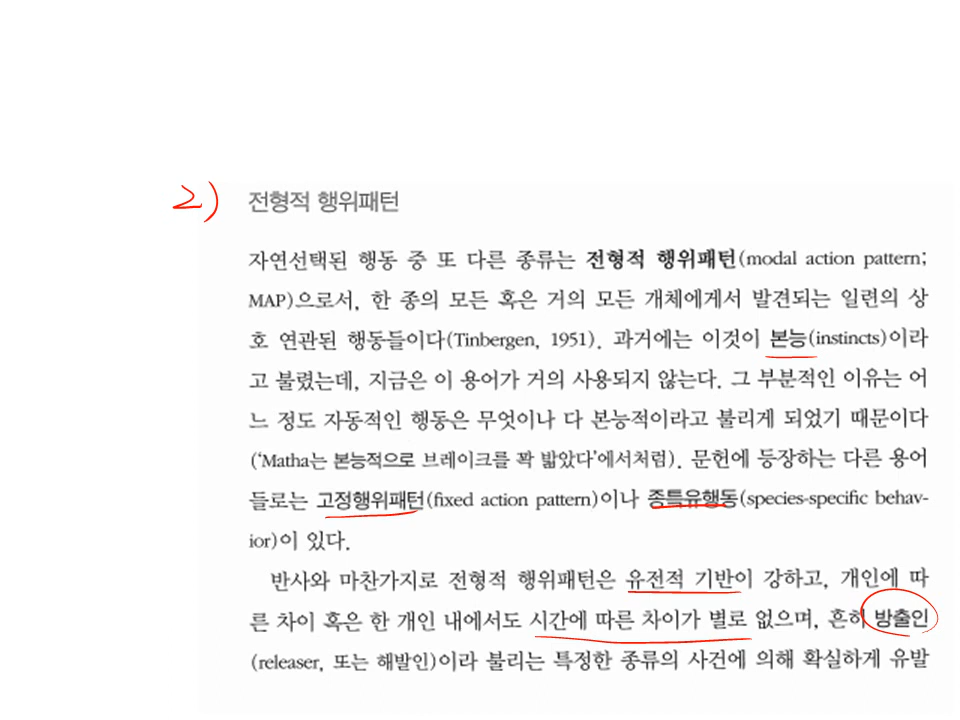 2) 전형적 행위패턴
자연선택된 행동 중 또 다른 종류는 전형적 행위패턴(modal action pattern;
MAP)으로서, 한 종의 모든 혹은 거의 모든 개체에게서 발견되는 일련의 상
호 연관된 행동들이다(Tinbergen, 1951). 과거에는 이것이 본능(instincts)이라
고 불렸는데, 지금은 이 용어가 거의 사용되지 않는다. 그 부분적인 이유는 어
느 정도 자동적인 행동은 무엇이나 다 본능적이라고 불리게 되었기 때문이다
(‘Matha는 본능적으로 브레이크를 꽉 밟았다’에서처럼). 문헌에 등장하는 다른 용어
들로는 고정행위패턴(fixed action pattern)이나 종특유행동(species-specific behav-
ior)이 있다.
반사와 마찬가지로 전형적 행위패턴은 유전적 기반이 강하고, 개인에 따
른 차이 혹은 한 개인 내에서도 시간에 따른 차이가 별로 없으며, 흔히 방출인
(releaser, 또는 해발인)이라 불리는 특정한 종류의 사건에 의해 확실하게 유발